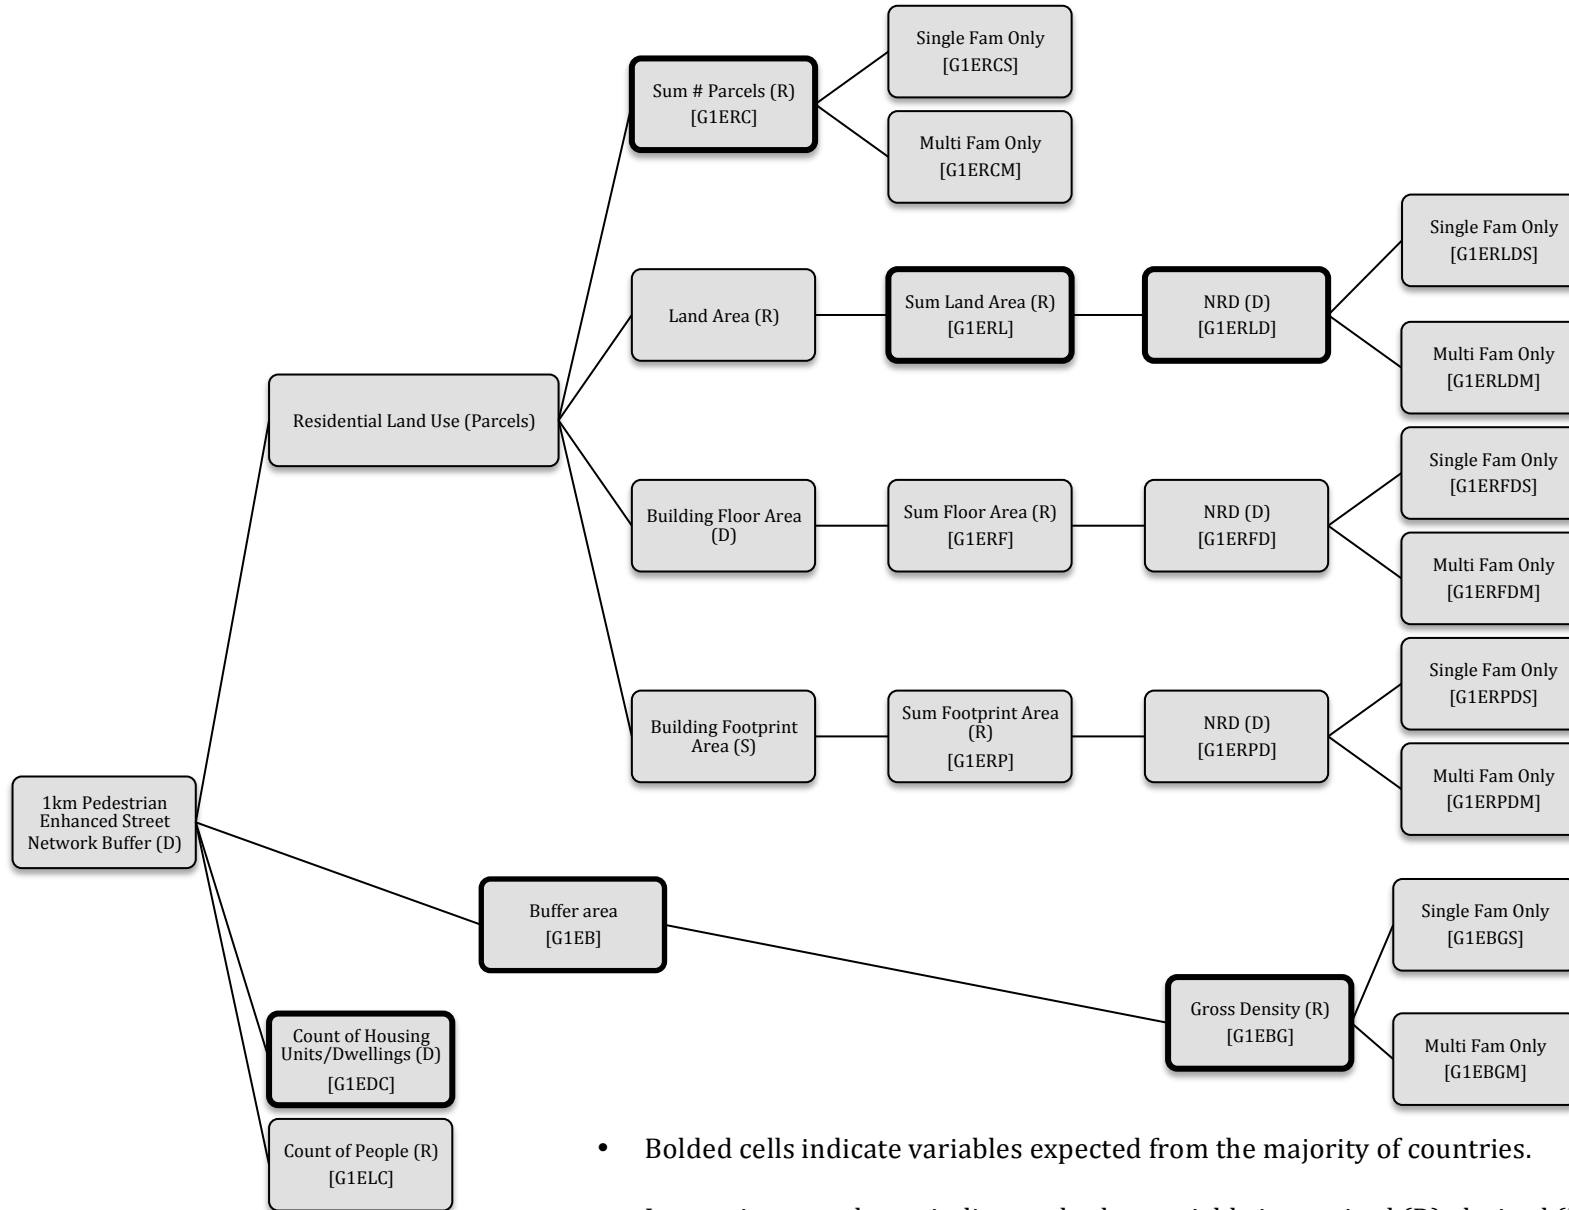 Single Fam Only
[G1ERCS]
Sum # Parcels (R)
[G1ERC]
Multi Fam Only
[G1ERCM]
Single Fam Only
[G1ERLDS]
Land Area (R)
Sum Land Area (R)
[G1ERL]
NRD (D)
[G1ERLD]
Multi Fam Only
[G1ERLDM]
Residential Land Use (Parcels)
Single Fam Only
[G1ERFDS]
Building Floor Area
(D)
Sum Floor Area (R)
[G1ERF]
NRD (D)
[G1ERFD]
Multi Fam Only
[G1ERFDM]
Single Fam Only
[G1ERPDS]
Building Footprint
Area (S)
Sum Footprint Area
(R)
[G1ERP]
NRD (D)
[G1ERPD]
Multi Fam Only
[G1ERPDM]
1km Pedestrian
Enhanced Street
Network Buffer (D)
Buffer area
[G1EB]
Single Fam Only
[G1EBGS]
Gross Density (R)
[G1EBG]
Multi Fam Only
[G1EBGM]
Count of Housing
Units/Dwellings (D)
[G1EDC]
Count of People (R)
[G1ELC]
• Bolded cells indicate variables expected from the majority of countries.